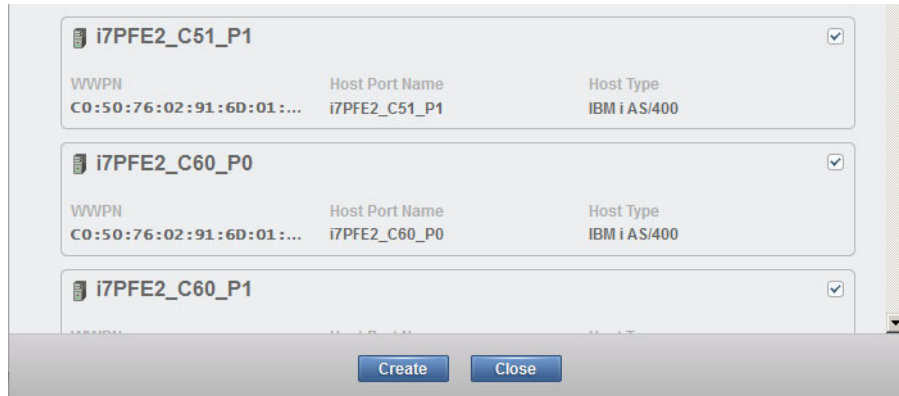 i7PFE2_C51_P1
WWPN Host Port Name Host Type
C0:50:76:02:91:6D:01:... i7PFE2_C51_P1 IBM i AS/400
i7PFE2_C60_P0
WWPN Host Port Name Host Type
C0:50:76:02:91:6D:01:... i7PFE2_C60_P0 IBM i AS/400
i7PFE2_C60_P1
Create Close